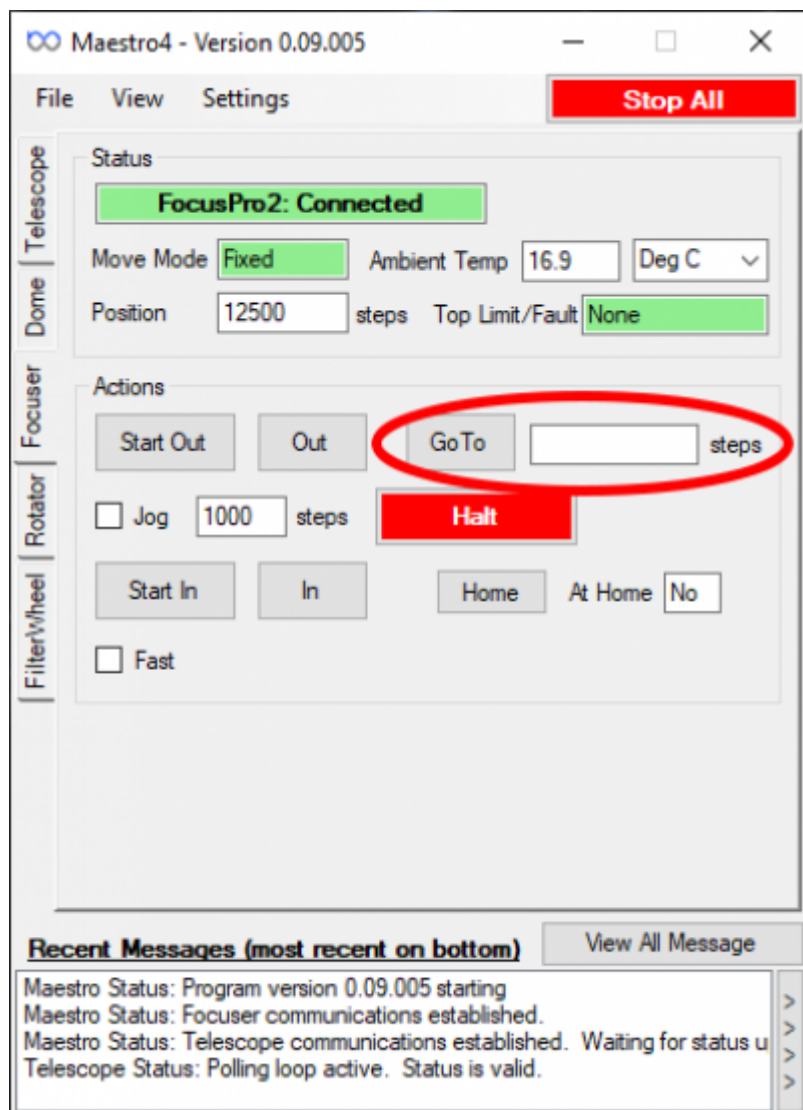 Maestro4 - Version 0.09.005
File View Settings Stop All
Telescope
Dome
Focuser
Rotator
FilterWheel
Status
FocusPro2: Connected
Move Mode Fixed Ambient Temp 16.9 Deg C
Position 12500 steps Top Limit/Fault None
Actions
Start Out Out GoTo steps
Jog 1000 steps Halt
Start In In Home At Home No
Fast
Recent Messages (most recent on bottom) View All Message
Maestro Status: Program version 0.09.005 starting
Maestro Status: Focuser communications established.
Maestro Status: Telescope communications established. Waiting for status u
Telescope Status: Polling loop active. Status is valid.
>
>
>
>